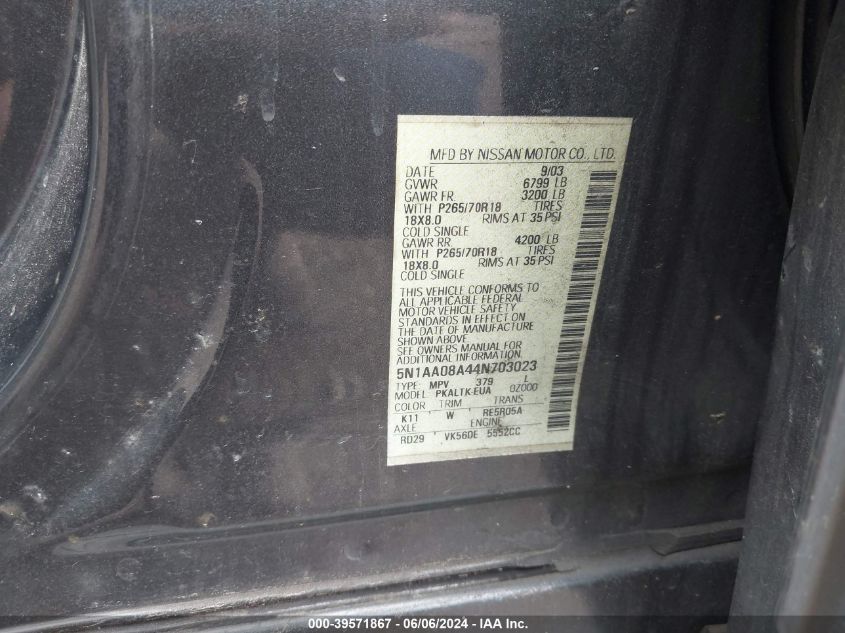 MFD BY NISSAN MOTOR CO., LTD.
DATE 9/03
GVWR 6799 LB
GAWR FR. 3200 LB
WITH P265/70R18 TIRES
18X8.0 RIMS AT 35 PSI
COLD SINGLE
GAWR RR. 4200 LB
WITH P265/70R18 TIRES
18X8.0 RIMS AT 35 PSI
COLD SINGLE
THIS VEHICLE CONFORMS TO
ALL APPLICABLE FEDERAL
MOTOR VEHICLE SAFETY
STANDARDS IN EFFECT ON
THE DATE OF MANUFACTURE
SHOWN ABOVE.
SEE OWNERS MANUAL FOR
ADDITIONAL INFORMATION.
5N1AA08A44N703023
TYPE: MPV 379 L
MODEL: PKALTK-EUA 0Z000
COLOR TRIM TRANS
K11 W RE5R05A
AXLE ENGINE
RD29 VK56DE 5552CC
000-39571867 - 06/06/2024 - IAA Inc.